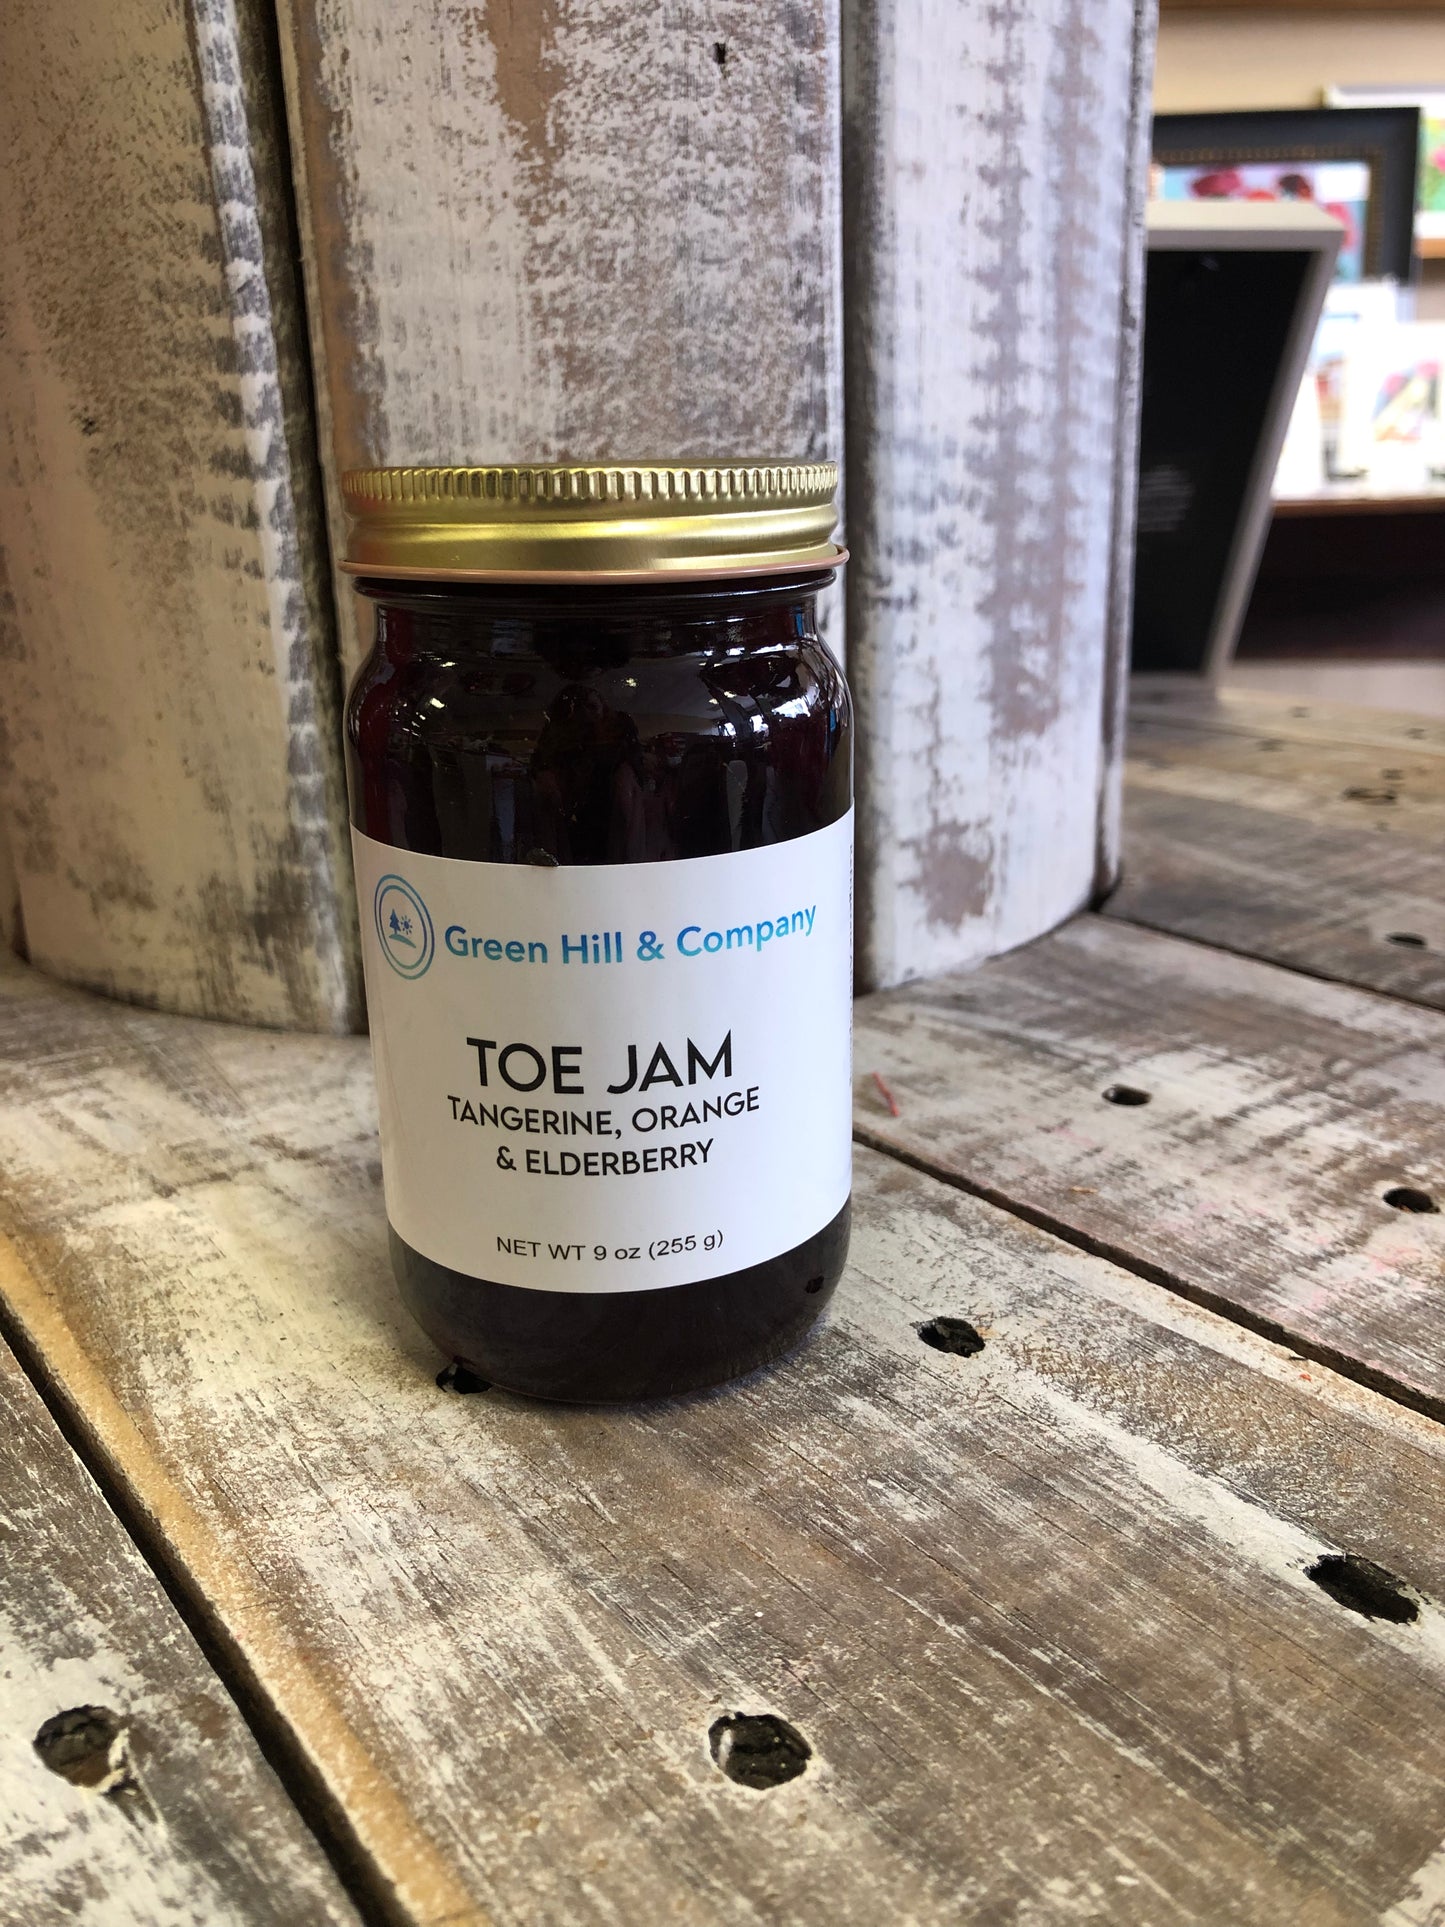 Green Hill & Company
TOE JAM
TANGERINE, ORANGE
& ELDERBERRY
NET WT 9 oz (255 g)